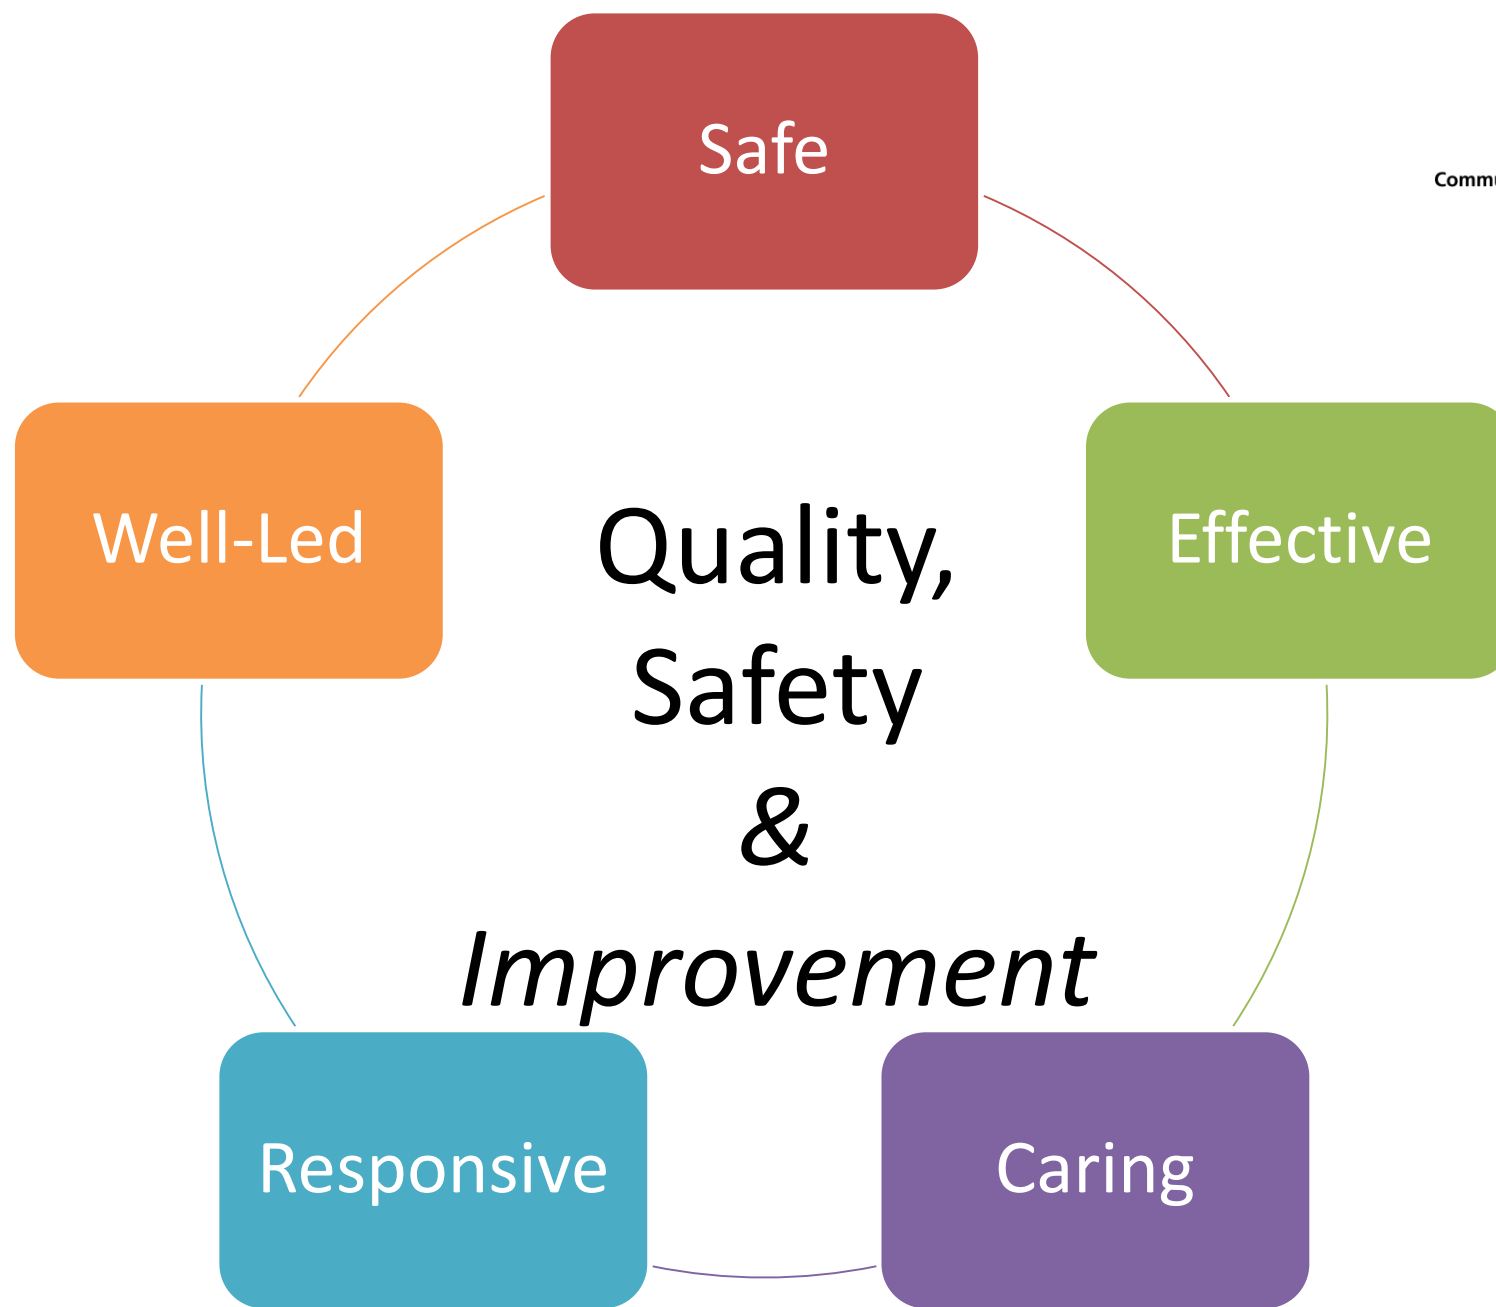 Safe
Well-Led
Effective
Quality,
Safety
&
Improvement
Responsive
Caring